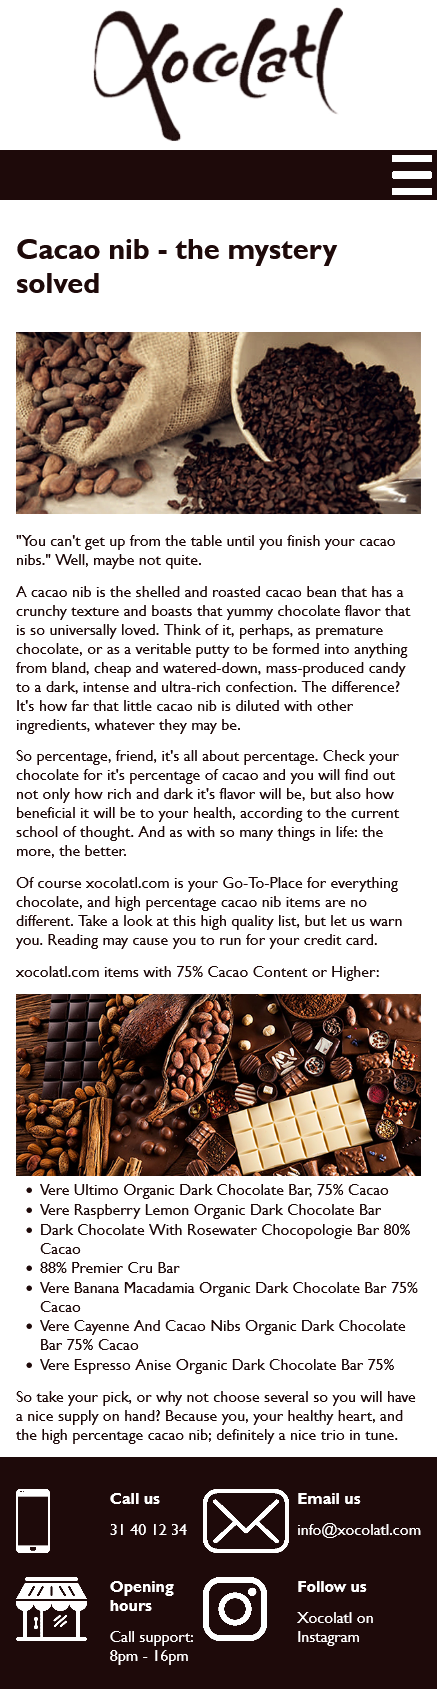 Xocolatl
Cacao nib - the mystery
solved
"You can't get up from the table until you finish your cacao
nibs." Well, maybe not quite.
A cacao nib is the shelled and roasted cacao bean that has a
crunchy texture and boasts that yummy chocolate flavor that
is so universally loved. Think of it, perhaps, as premature
chocolate, or as a veritable putty to be formed into anything
from bland, cheap and watered-down, mass-produced candy
to a dark, intense and ultra-rich confection. The difference?
It's how far that little cacao nib is diluted with other
ingredients, whatever they may be.
So percentage, friend, it's all about percentage. Check your
chocolate for it's percentage of cacao and you will find out
not only how rich and dark it's flavor will be, but also how
beneficial it will be to your health, according to the current
school of thought. And as with so many things in life: the
more, the better.
Of course xocolatl.com is your Go-To-Place for everything
chocolate, and high percentage cacao nib items are no
different. Take a look at this high quality list, but let us warn
you. Reading may cause you to run for your credit card.
xocolatl.com items with 75% Cacao Content or Higher:
• Vere Ultimo Organic Dark Chocolate Bar, 75% Cacao
• Vere Raspberry Lemon Organic Dark Chocolate Bar
• Dark Chocolate With Rosewater Chocopologie Bar 80%
Cacao
• 88% Premier Cru Bar
• Vere Banana Macadamia Organic Dark Chocolate Bar 75%
Cacao
• Vere Cayenne And Cacao Nibs Organic Dark Chocolate
Bar 75% Cacao
• Vere Espresso Anise Organic Dark Chocolate Bar 75%
So take your pick, or why not choose several so you will have
a nice supply on hand? Because you, your healthy heart, and
the high percentage cacao nib; definitely a nice trio in tune.
Call us
31 40 12 34
Email us
info@xocolatl.com
Opening
hours
Call support:
8pm - 16pm
Follow us
Xocolatl on
Instagram